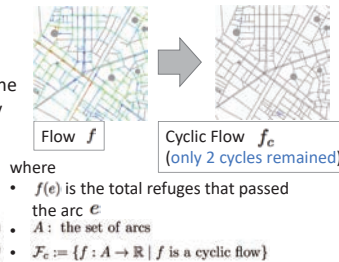 ne
y
Flow f
Cyclic Flow f_c
(only 2 cycles remained)
where
• f(e) is the total refuges that passed
the arc e
• A : the set of arcs
• ℱ_c := {f : A → ℝ | f is a cyclic flow}